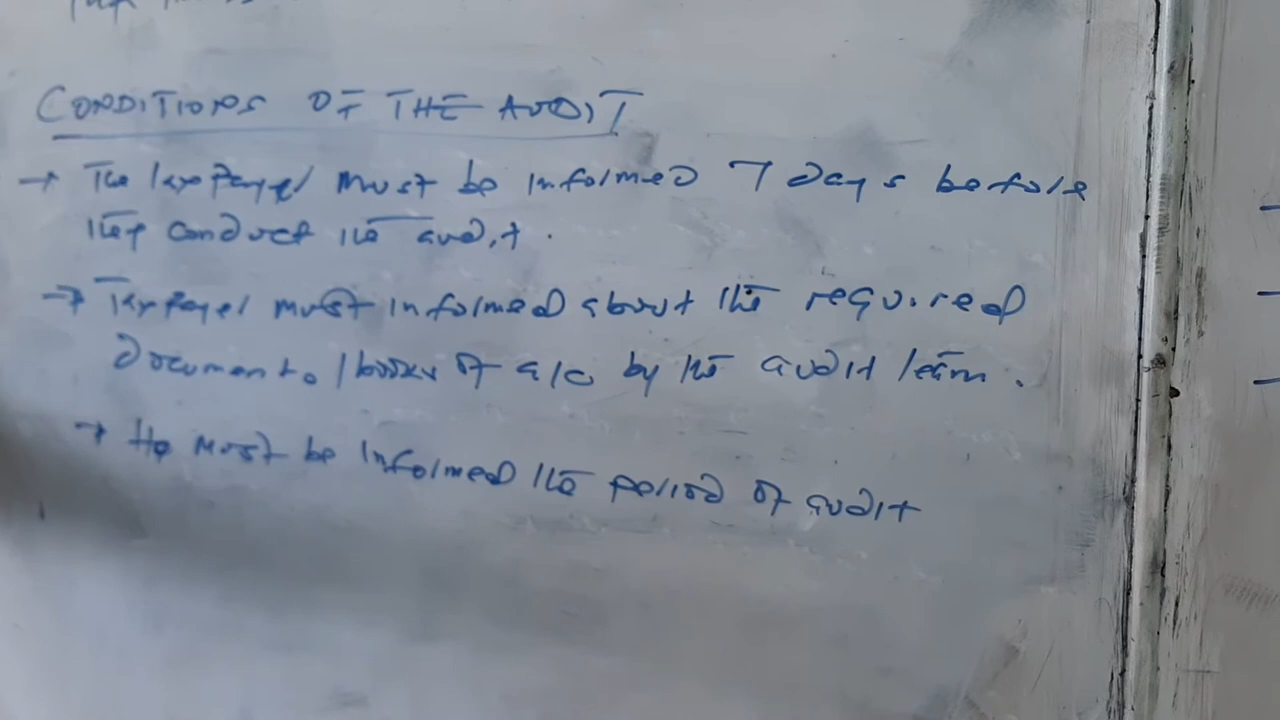 CONDITIONS OF THE AUDIT
→ The taxpayer must be informed 7 days before
they conduct the audit.
→ Taxpayer must informed about the required
documents / books of a/c by the audit team.
→ He must be informed the period of audit